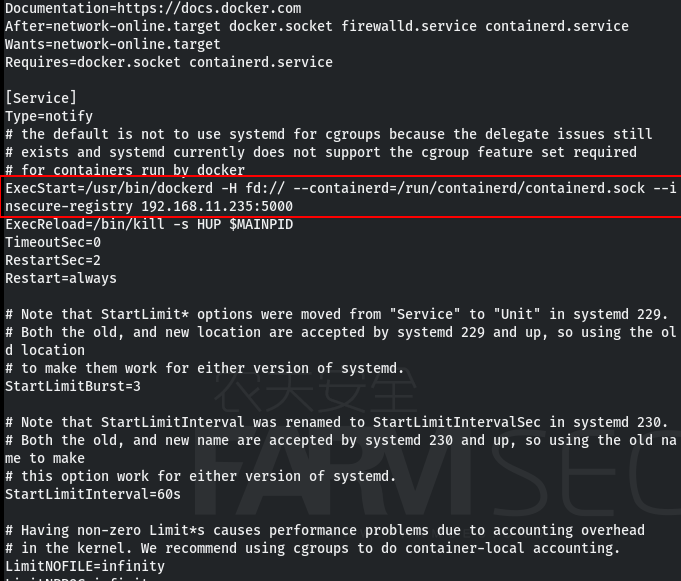 Documentation=https://docs.docker.com
After=network-online.target docker.socket firewalld.service containerd.service
Wants=network-online.target
Requires=docker.socket containerd.service
[Service]
Type=notify
# the default is not to use systemd for cgroups because the delegate issues still
# exists and systemd currently does not support the cgroup feature set required
# for containers run by docker
ExecStart=/usr/bin/dockerd -H fd:// --containerd=/run/containerd/containerd.sock --i
nsecure-registry 192.168.11.235:5000
ExecReload=/bin/kill -s HUP $MAINPID
TimeoutSec=0
RestartSec=2
Restart=always
# Note that StartLimit* options were moved from "Service" to "Unit" in systemd 229.
# Both the old, and new location are accepted by systemd 229 and up, so using the ol
d location
# to make them work for either version of systemd.
StartLimitBurst=3
农夫安全
# Note that StartLimitInterval was renamed to StartLimitIntervalSec in systemd 230.
# Both the old, and new name are accepted by systemd 230 and up, so using the old na
me to make
# this option work for either version of systemd.
StartLimitInterval=60s
FARMSEC
# Having non-zero Limit*s causes performance problems due to accounting overhead
# in the kernel. We recommend using cgroups to do container-local accounting.
LimitNOFILE=infinity